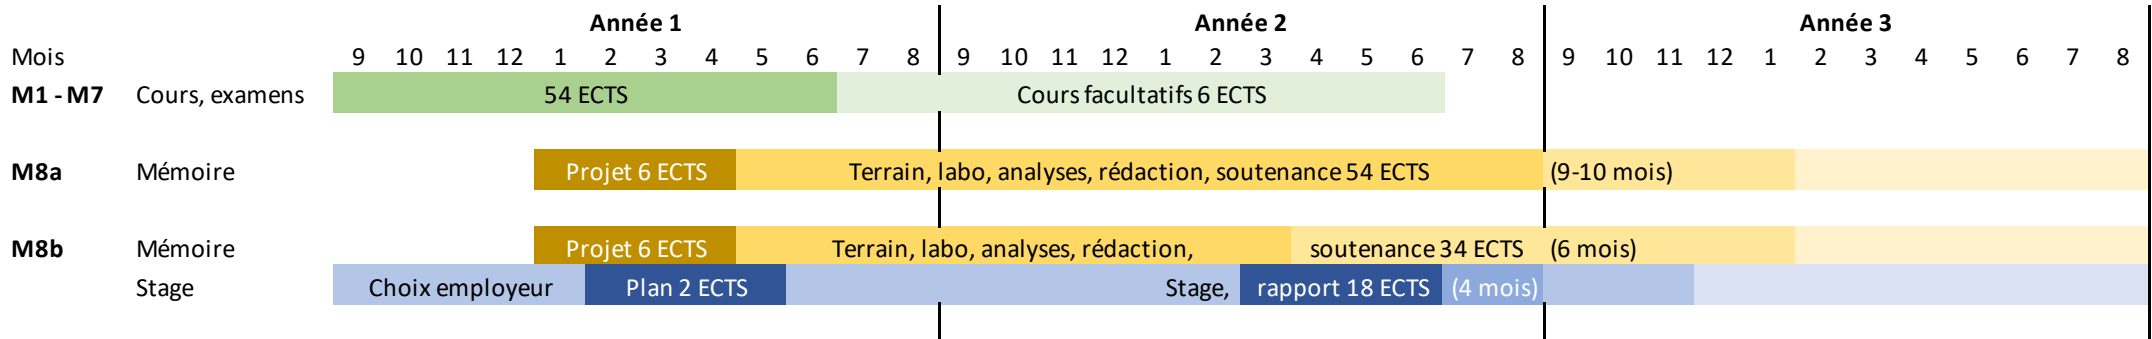 Année 1 Année 2 Année 3
Mois 9 10 11 12 1 2 3 4 5 6 7 8 9 10 11 12 1 2 3 4 5 6 7 8 9 10 11 12 1 2 3 4 5 6 7 8
M1 - M7 Cours, examens 54 ECTS Cours facultatifs 6 ECTS
M8a Mémoire Projet 6 ECTS Terrain, labo, analyses, rédaction, soutenance 54 ECTS (9-10 mois)
M8b Mémoire Projet 6 ECTS Terrain, labo, analyses, rédaction, soutenance 34 ECTS (6 mois)
Stage Choix employeur Plan 2 ECTS Stage, rapport 18 ECTS (4 mois)